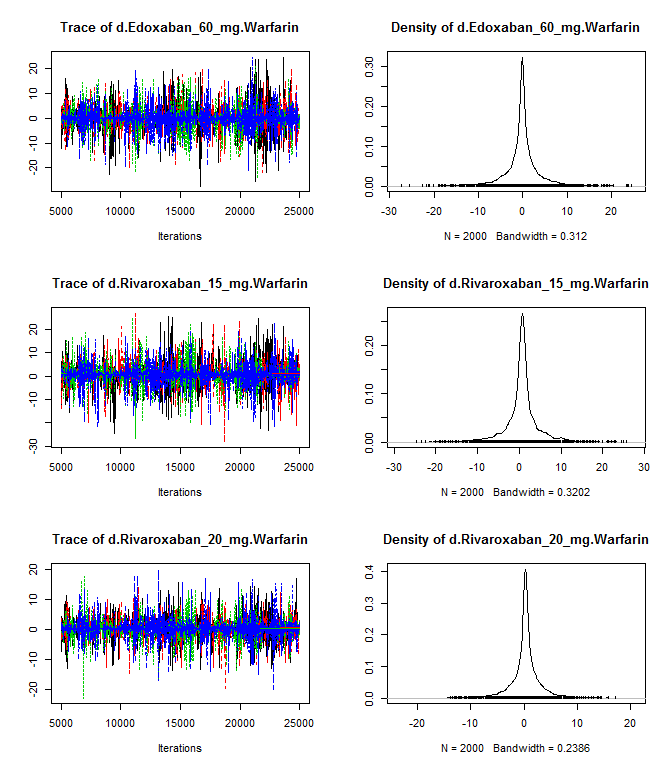 Trace of d.Edoxaban_60_mg.Warfarin
20
10
0
-10
-20
5000 10000 15000 20000 25000
Iterations
Density of d.Edoxaban_60_mg.Warfarin
0.30
0.15
0.00
-30 -20 -10 0 10 20
N = 2000 Bandwidth = 0.312
Trace of d.Rivaroxaban_15_mg.Warfarin
20
10
0
-10
-30
5000 10000 15000 20000 25000
Iterations
Density of d.Rivaroxaban_15_mg.Warfarin
0.20
0.10
0.00
-30 -20 -10 0 10 20 30
N = 2000 Bandwidth = 0.3202
Trace of d.Rivaroxaban_20_mg.Warfarin
20
10
0
-10
-20
5000 10000 15000 20000 25000
Iterations
Density of d.Rivaroxaban_20_mg.Warfarin
0.4
0.3
0.2
0.1
0.0
-20 -10 0 10 20
N = 2000 Bandwidth = 0.2386